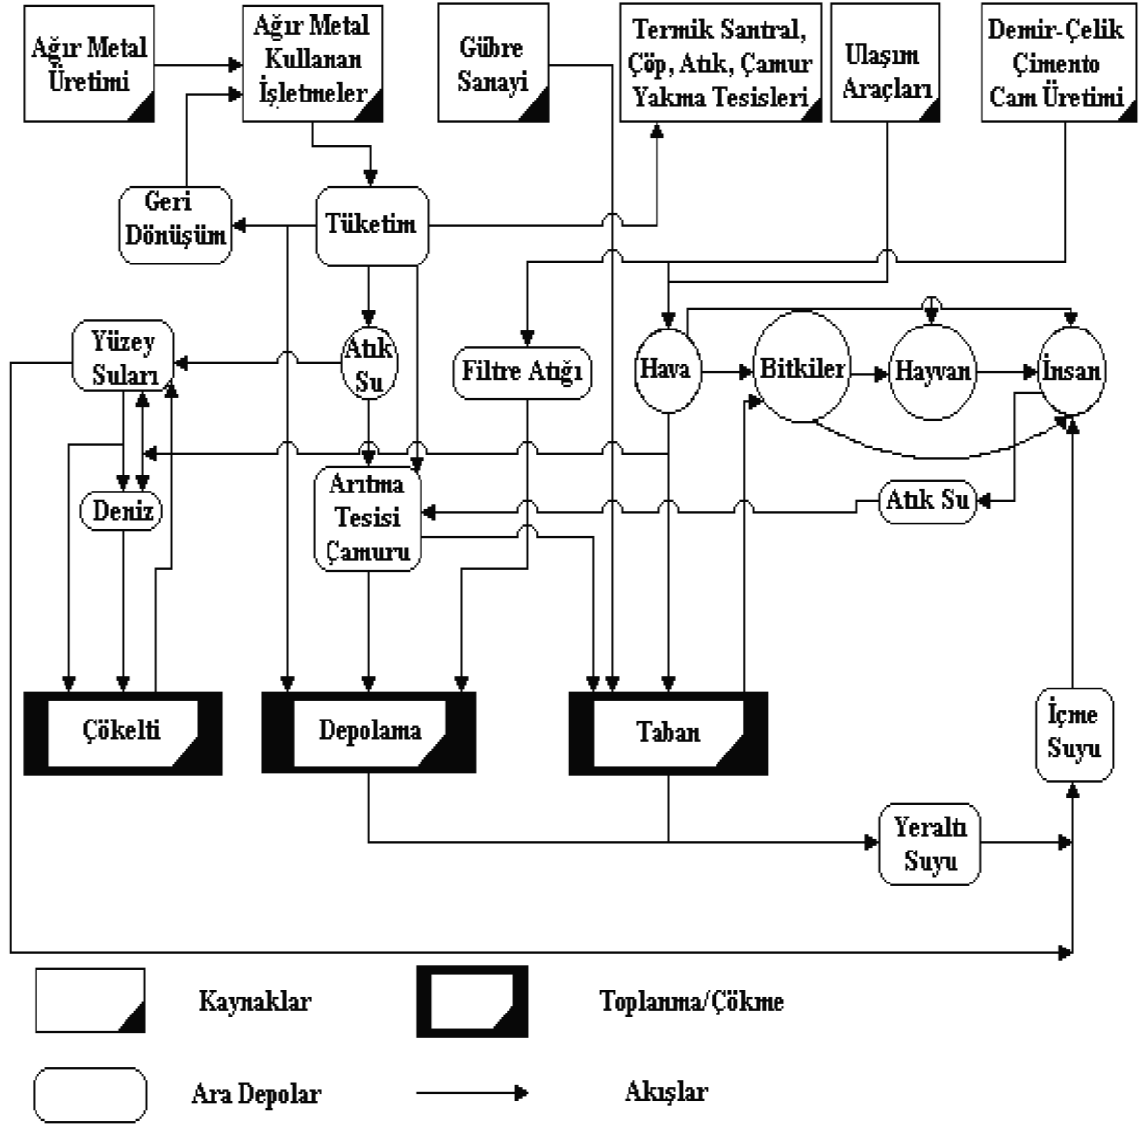 Ağır Metal
Üretimi
Ağır Metal
Kullanan
İşletmeler
Gübre
Sanayi
Termik Santral,
Çöp, Atık, Çamur
Yakma Tesisleri
Ulaşım
Araçları
Demir-Çelik
Çimento
Cam Üretimi
Geri
Dönüşüm
Tüketim
Yüzey
Suları
Atık
Su
Filtre Atığı
Hava
Bitkiler
Hayvan
İnsan
Deniz
Arıtma
Tesisi
Çamuru
Atık Su
Çökelti
Depolama
Taban
İçme
Suyu
Yeraltı
Suyu
Kaynaklar
Toplanma/Çökme
Ara Depolar
Akışlar